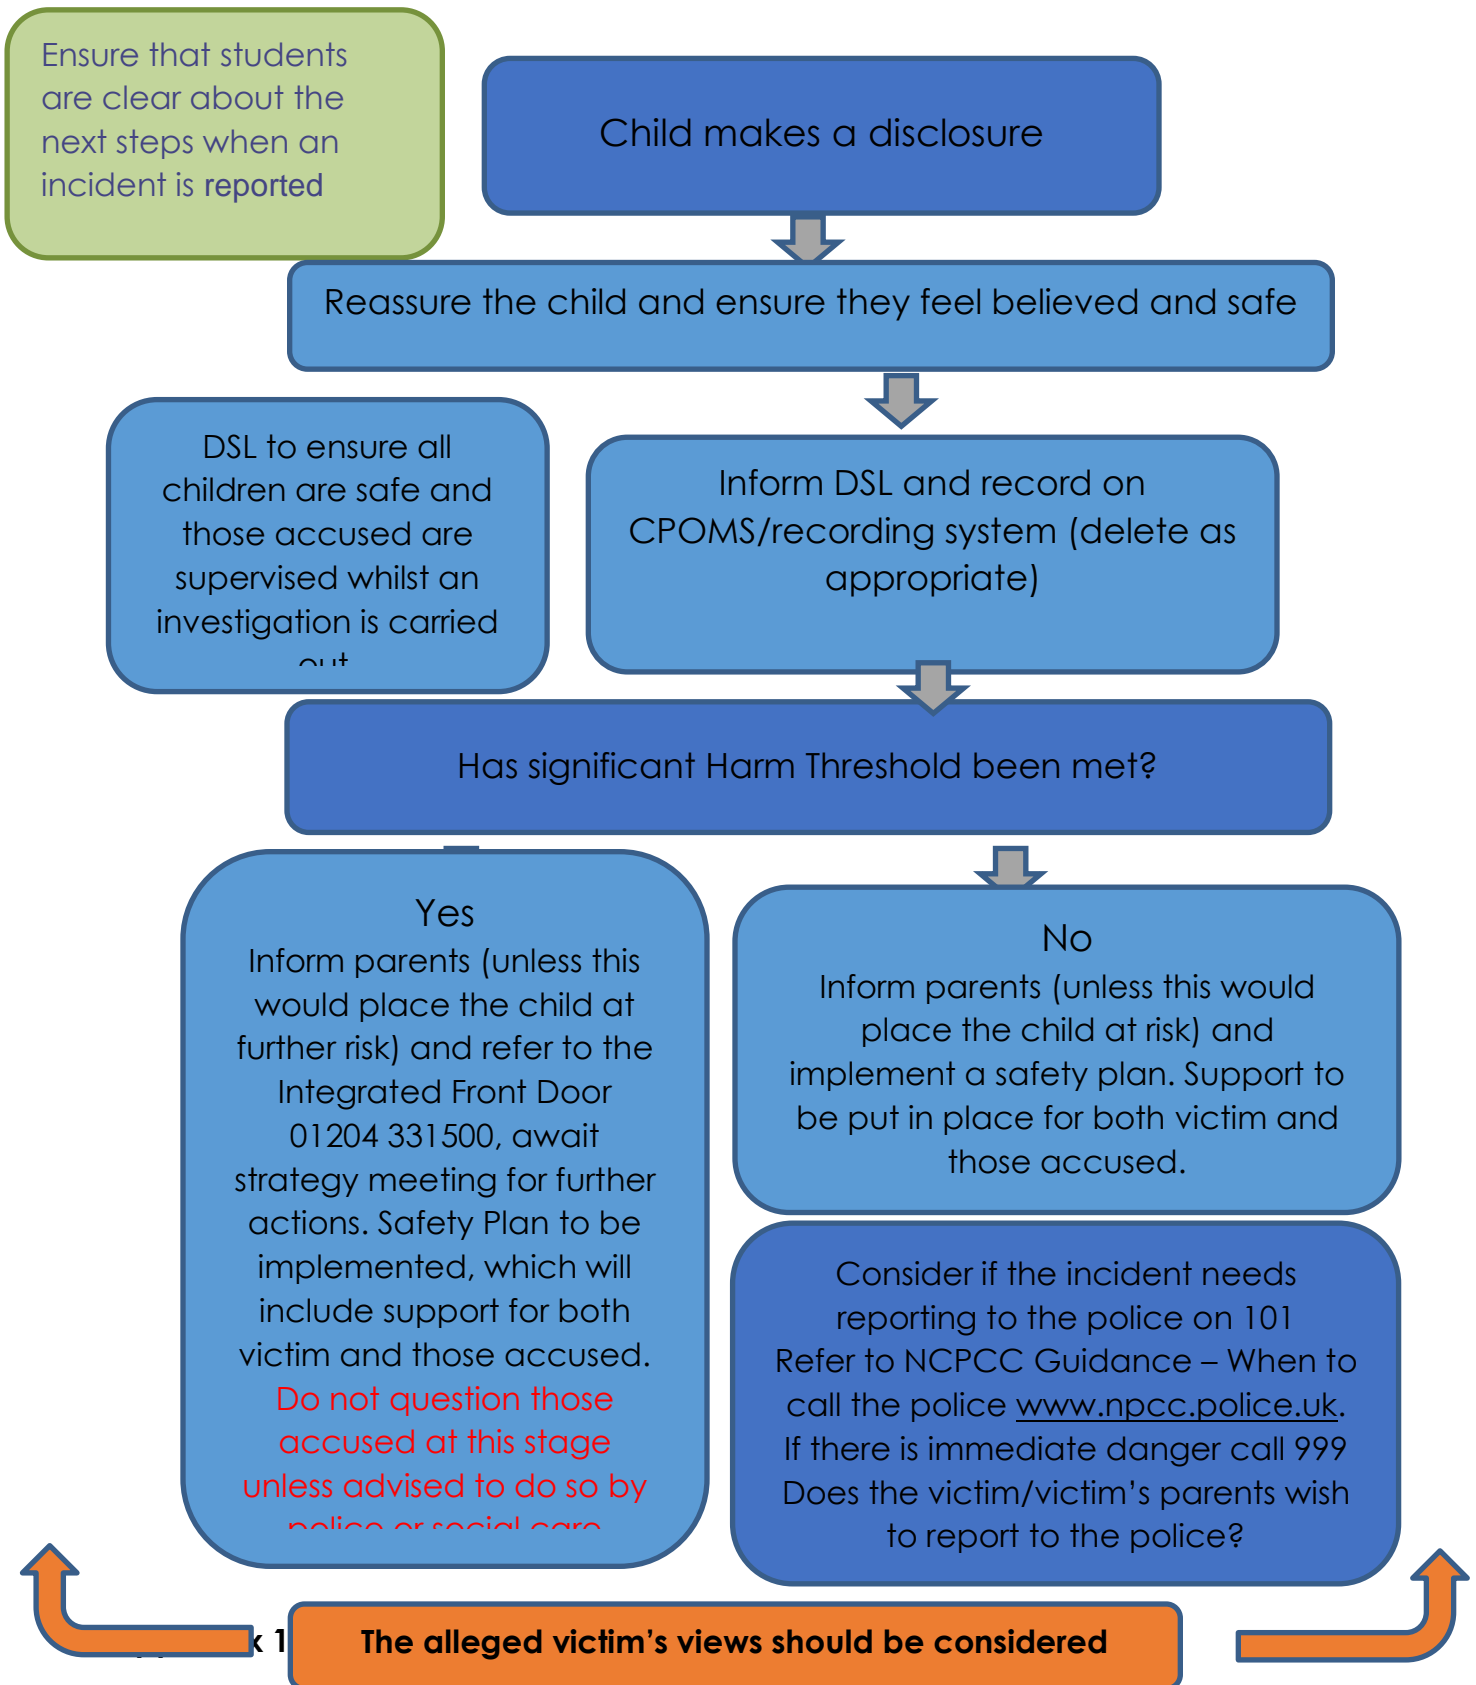 Ensure that students
are clear about the
next steps when an
incident is reported
Child makes a disclosure
Reassure the child and ensure they feel believed and safe
DSL to ensure all
children are safe and
those accused are
supervised whilst an
investigation is carried
out
Inform DSL and record on
CPOMS/recording system (delete as
appropriate)
Has significant Harm Threshold been met?
Yes
Inform parents (unless this
would place the child at
further risk) and refer to the
Integrated Front Door
01204 331500, await
strategy meeting for further
actions. Safety Plan to be
implemented, which will
include support for both
victim and those accused.
Do not question those
accused at this stage
unless advised to do so by
police or social care
No
Inform parents (unless this would
place the child at risk) and
implement a safety plan. Support to
be put in place for both victim and
those accused.
Consider if the incident needs
reporting to the police on 101
Refer to NCPCC Guidance – When to
call the police www.npcc.police.uk.
If there is immediate danger call 999
Does the victim/victim’s parents wish
to report to the police?
1
The alleged victim’s views should be considered